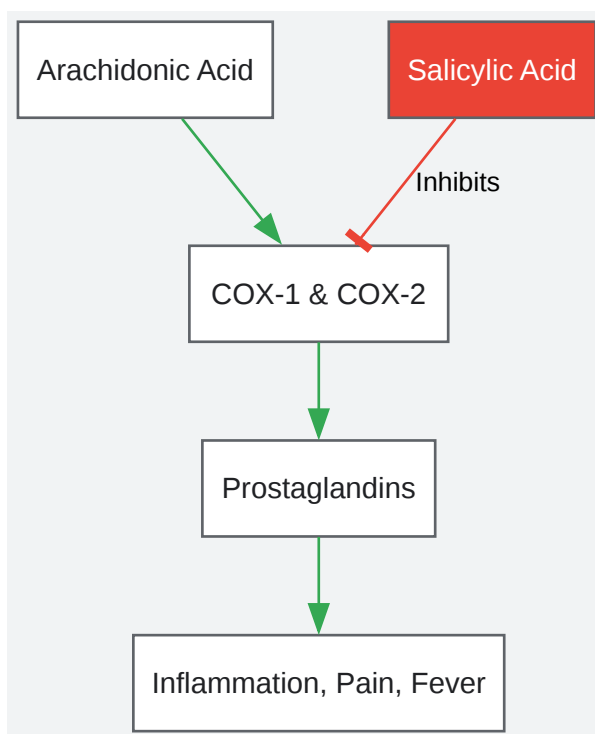 Arachidonic Acid
Salicylic Acid
Inhibits
COX-1 & COX-2
Prostaglandins
Inflammation, Pain, Fever